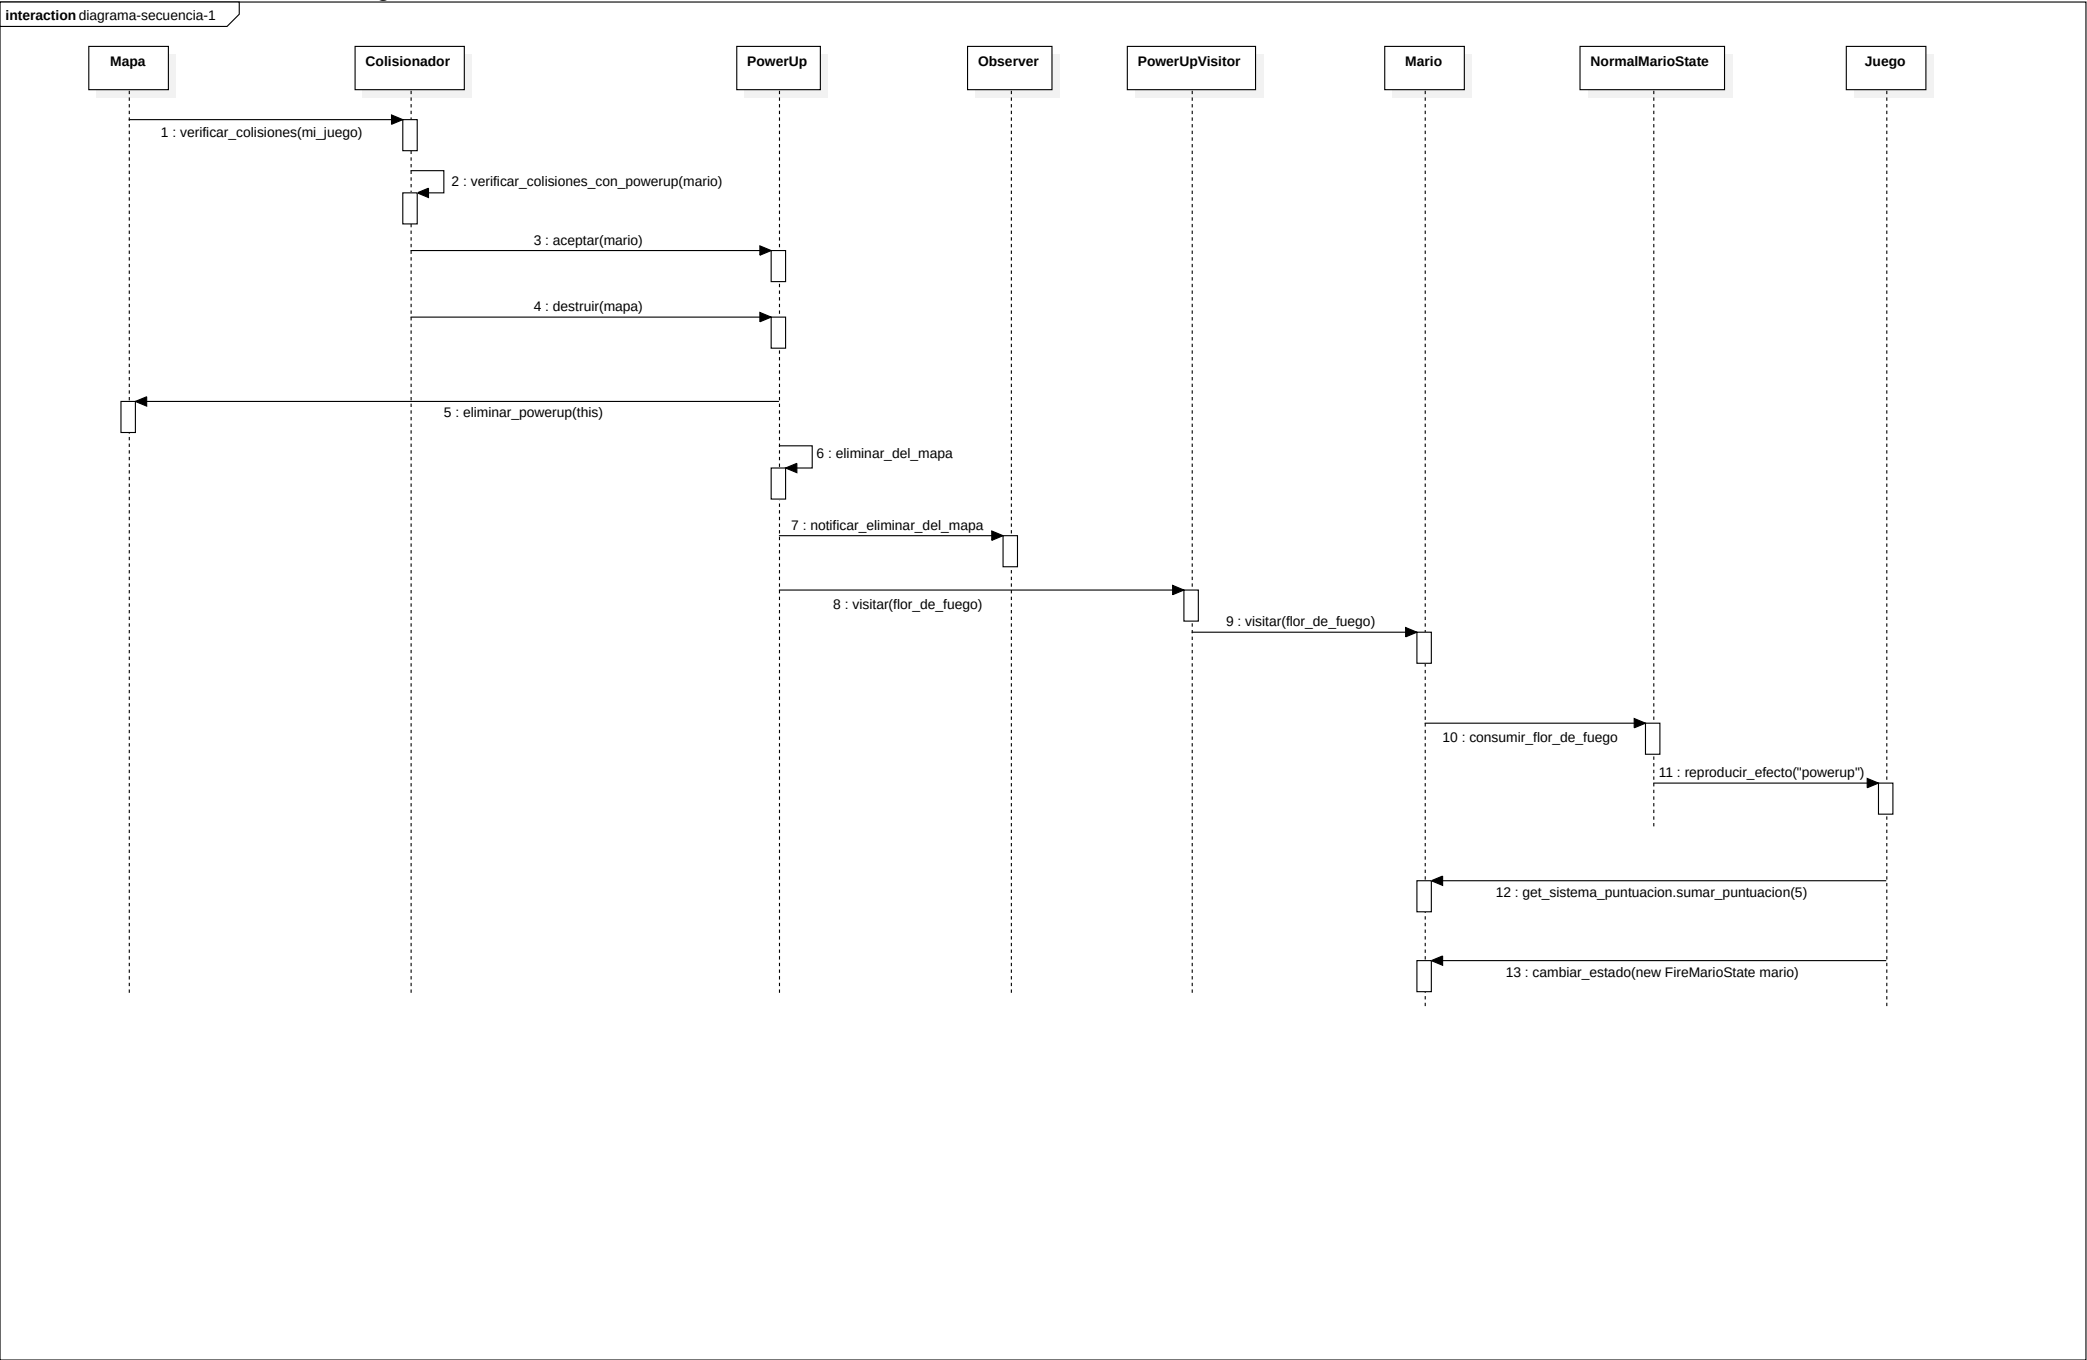 interaction diagrama-secuencia-1
Mapa
Colisionador
PowerUp
Observer
PowerUpVisitor
Mario
NormalMarioState
Juego
1 : verificar_colisiones(mi_juego)
2 : verificar_colisiones_con_powerup(mario)
3 : aceptar(mario)
4 : destruir(mapa)
5 : eliminar_powerup(this)
6 : eliminar_del_mapa
7 : notificar_eliminar_del_mapa
8 : visitar(flor_de_fuego)
9 : visitar(flor_de_fuego)
10 : consumir_flor_de_fuego
11 : reproducir_efecto("powerup")
12 : get_sistema_puntuacion.sumar_puntuacion(5)
13 : cambiar_estado(new FireMarioState mario)